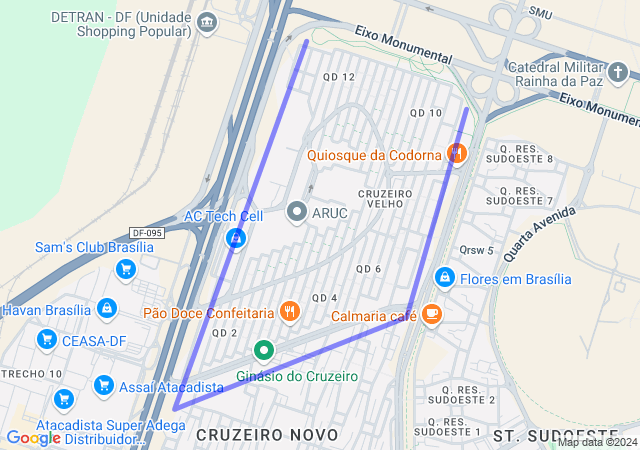 DETRAN - DF (Unidade
Shopping Popular)
SMU
Eixo Monumental
Catedral Militar
Rainha da Paz
QD 12
QD 10
Eixo Monumen
Quiosque da Codorna
Q. RES.
SUDOESTE 8
CRUZEIRO
VELHO
Q. RES.
SUDOESTE 7
ARUC
AC Tech Cell
Quarta Avenida
DF-095
Sam's Club Brasília
Qrsw 5
QD 6
Flores em Brasília
Havan Brasília
QD 4
Pão Doce Confeitaria
Calmaria café
QD 2
CEASA-DF
Ginásio do Cruzeiro
TRECHO 10
Assaí Atacadista
Q. RES.
SUDOESTE 2
Atacadista Super Adega
Distribuidor...
Q. RES.
SUDOESTE 1
CRUZEIRO NOVO
ST. SUDOESTE
Google
Map data ©2024